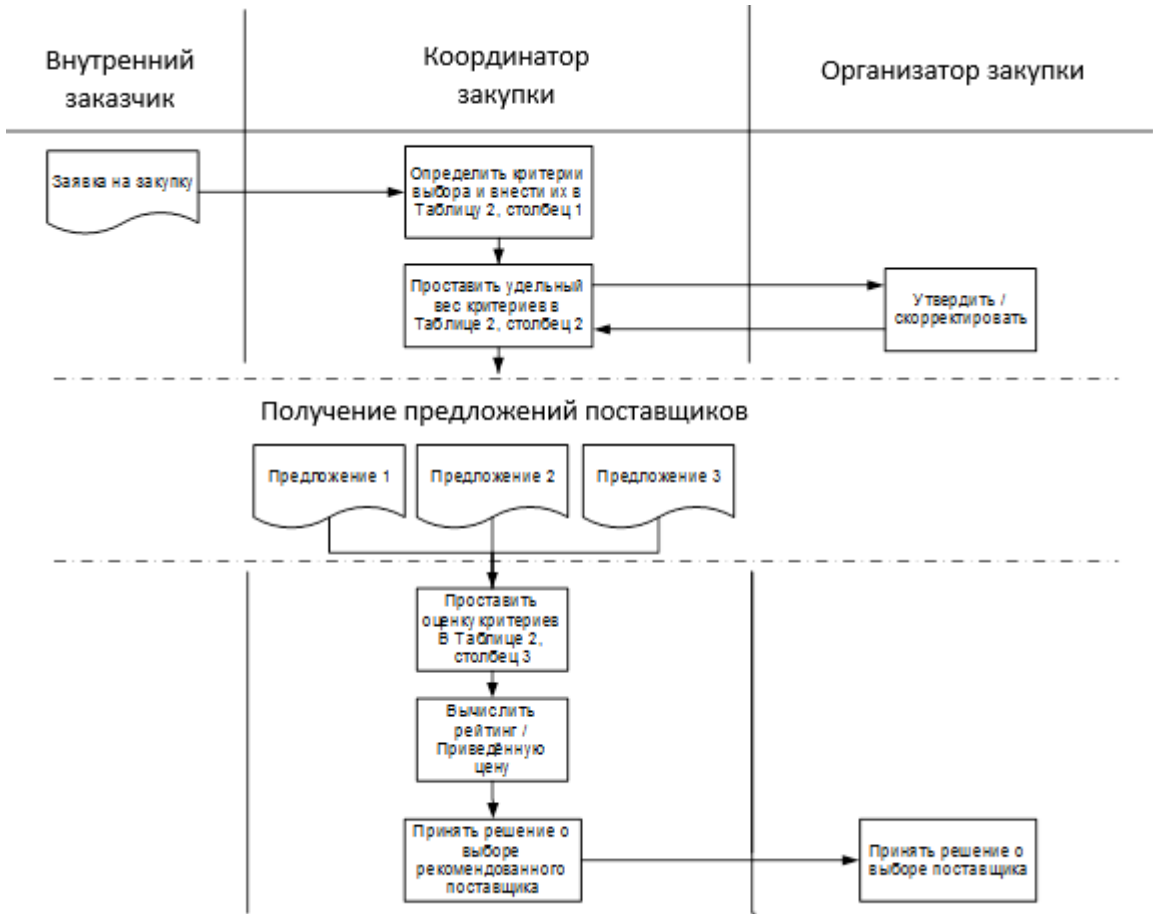 Внутренний
заказчик
Координатор
закупки
Организатор закупки
Заявка на закупку
Определить критерии
выбора и внести их в
Таблицу 2, столбец 1
Проставить удельный
вес критериев в
Таблице 2, столбец 2
Утвердить /
скорректировать
Получение предложений поставщиков
Предложение 1
Предложение 2
Предложение 3
Проставить
оценку критериев
В Таблице 2,
столбец 3
Вычислить
рейтинг /
Приведённую
цену
Принять решение о
выборе
рекомендованного
поставщика
Принять решение о
выборе поставщика